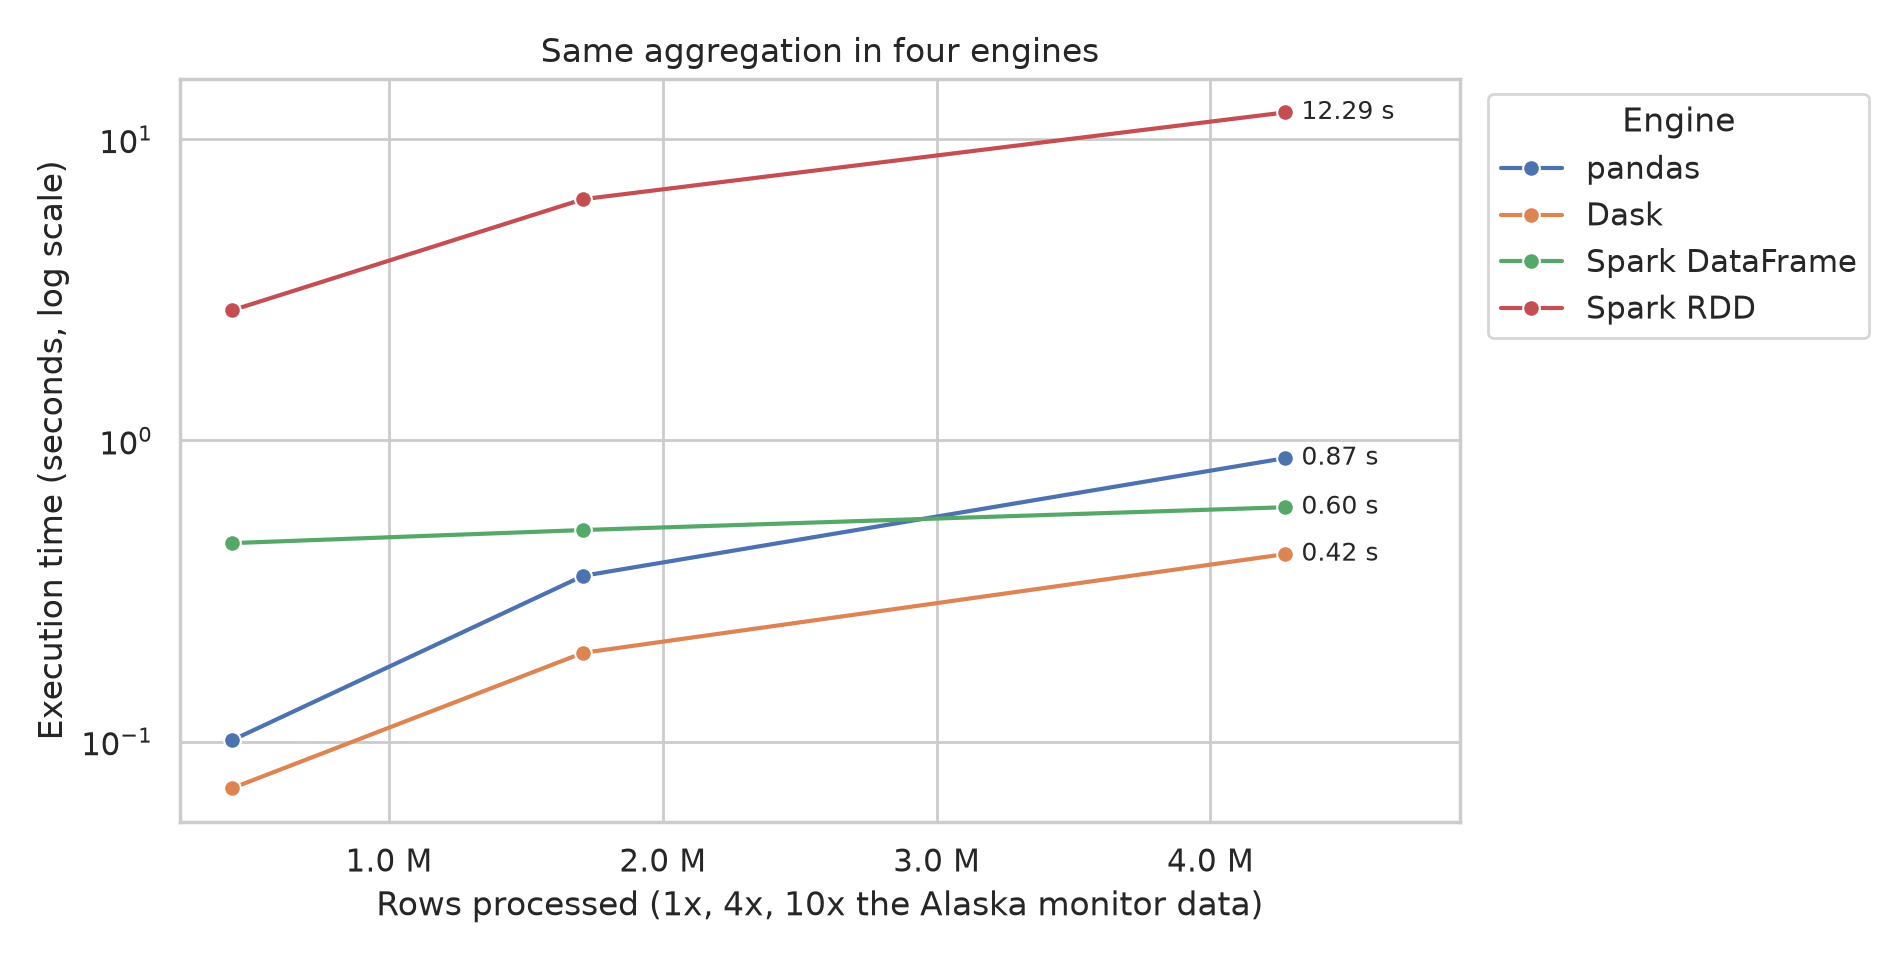 Same aggregation in four engines
Execution time (seconds, log scale)
10¹
10⁰
10⁻¹
12.29 s
0.87 s
0.60 s
0.42 s
1.0 M
2.0 M
3.0 M
4.0 M
Rows processed (1x, 4x, 10x the Alaska monitor data)
Engine
pandas
Dask
Spark DataFrame
Spark RDD